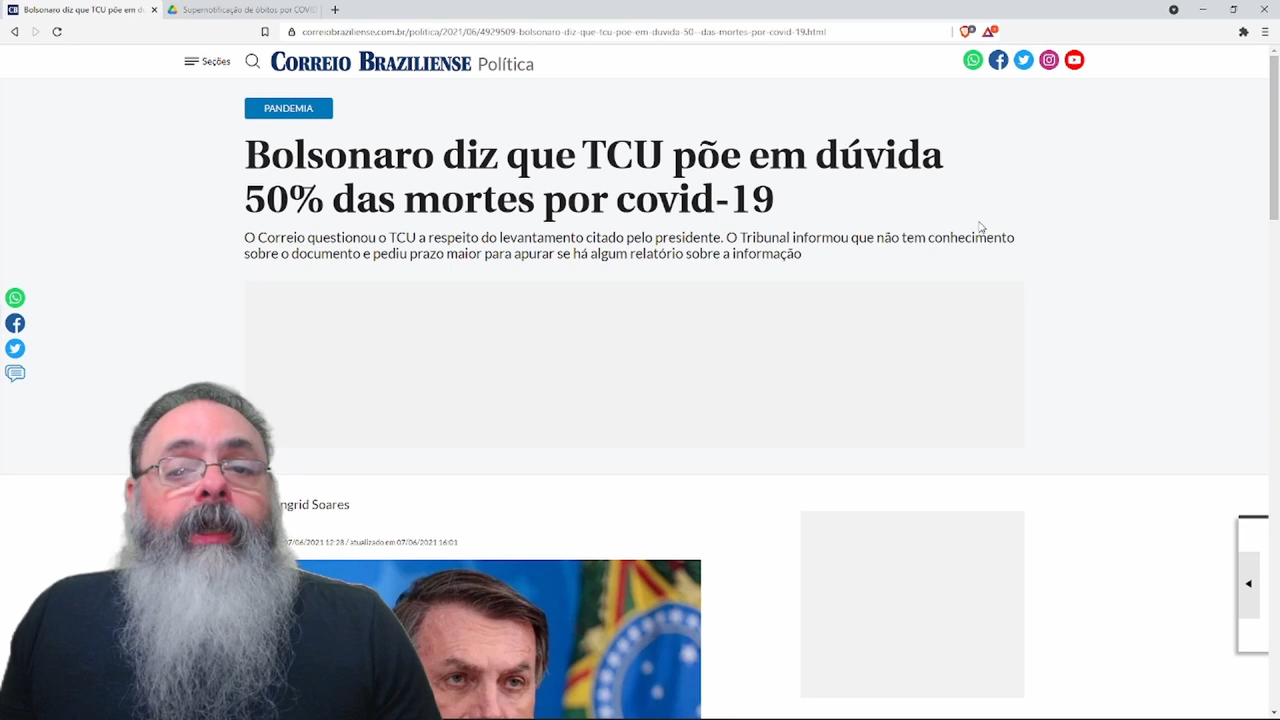 Bolsonaro diz que TCU põe em d
Supernotificação de óbitos por COVID
correiobraziliense.com.br/politica/2021/06/4929509-bolsonaro-diz-que-tcu-poe-em-duvida-50--das-mortes-por-covid-19.html
Seções CORREIO BRAZILIENSE Política
PANDEMIA
Bolsonaro diz que TCU põe em dúvida
50% das mortes por covid-19
O Correio questionou o TCU a respeito do levantamento citado pelo presidente. O Tribunal informou que não tem conhecimento
sobre o documento e pediu prazo maior para apurar se há algum relatório sobre a informação
ngrid Soares
07/06/2021 12:28 / atualizado em 07/06/2021 16:01